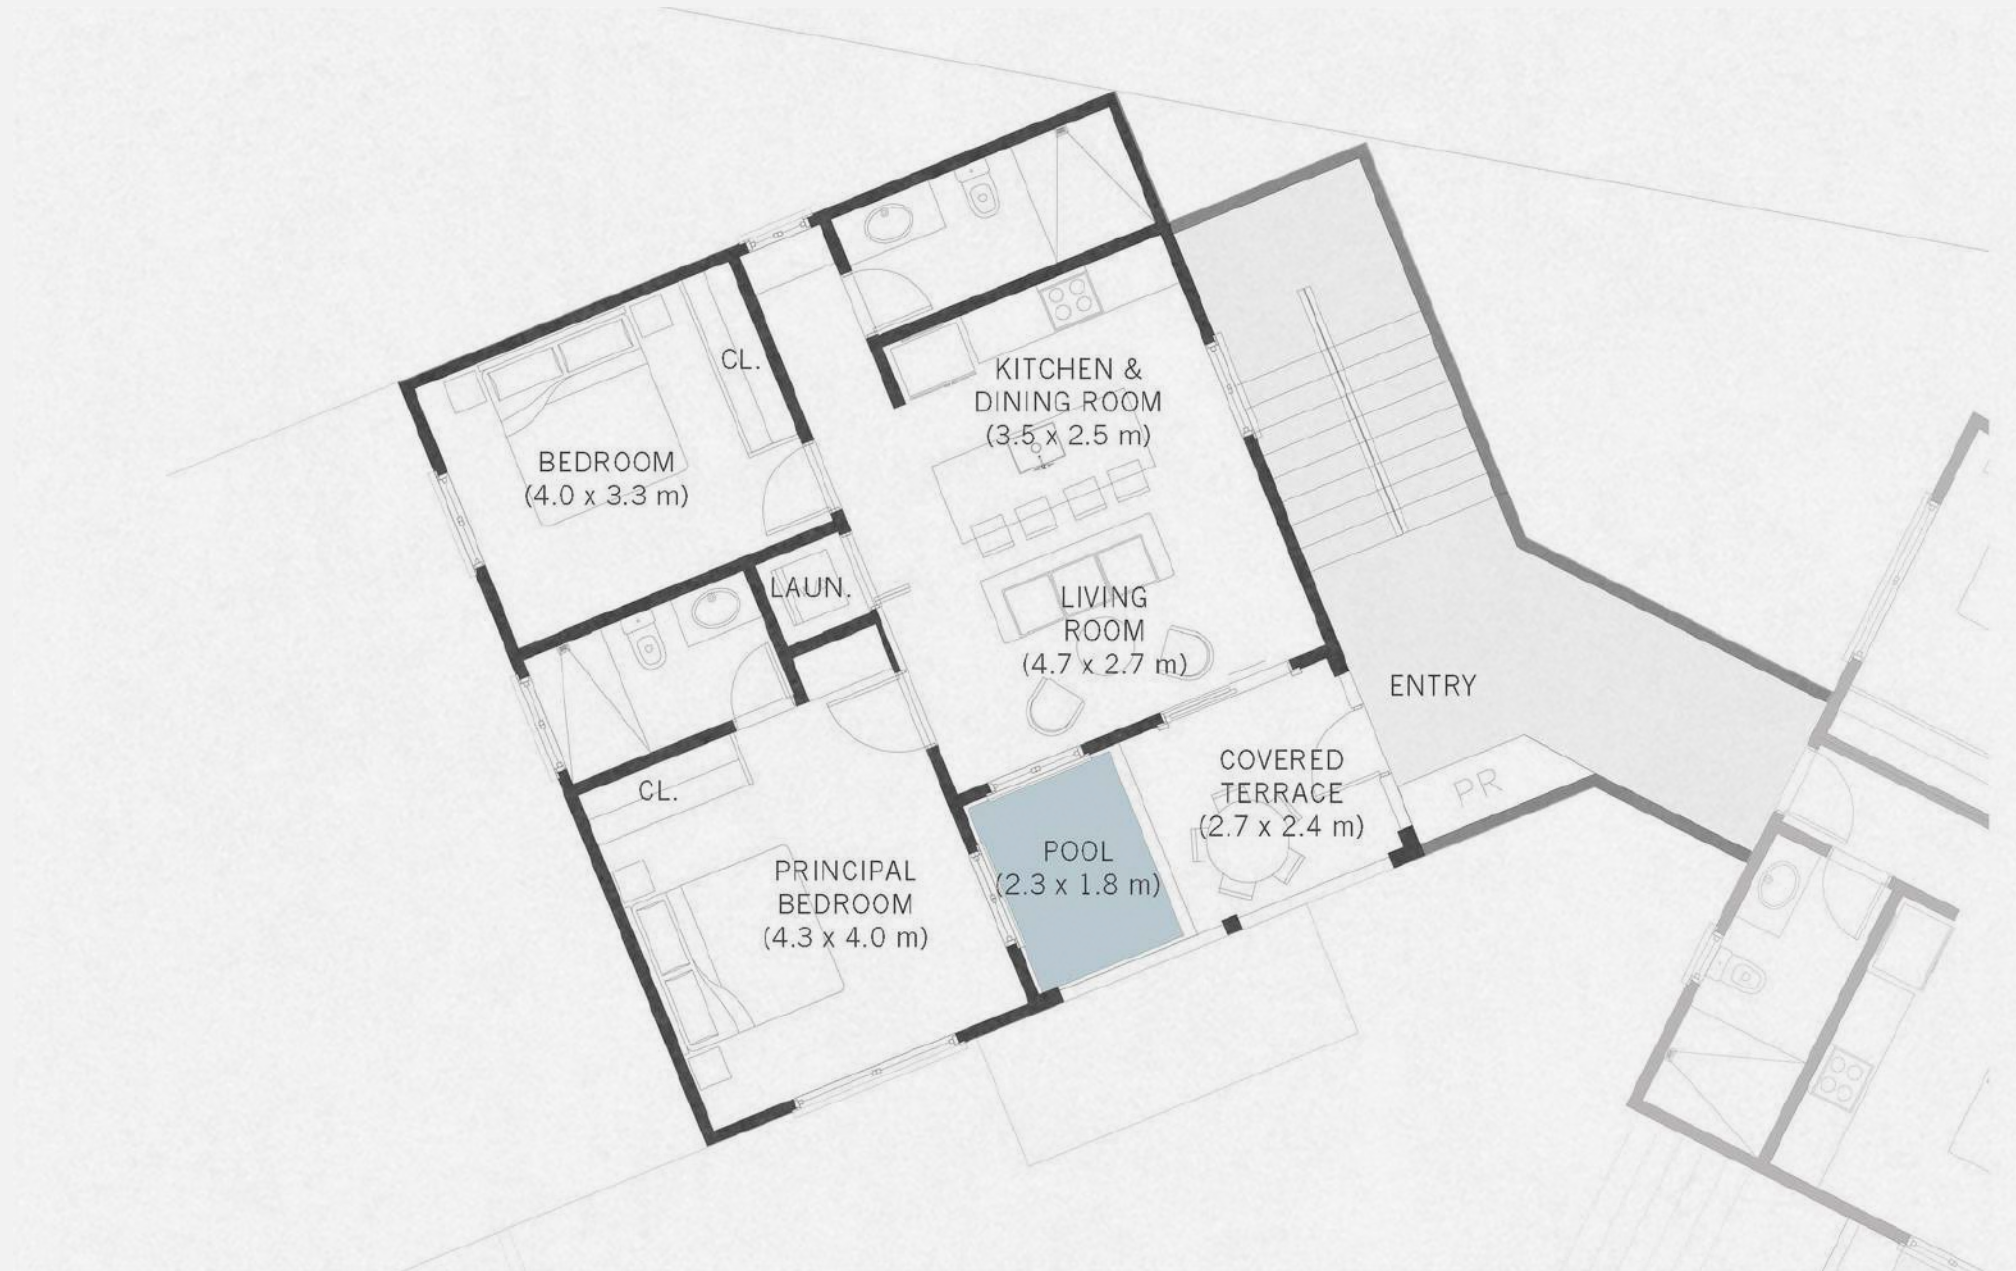 CL.
KITCHEN &
DINING ROOM
(3.5 x 2.5 m)
BEDROOM
(4.0 x 3.3 m)
LAUN.
LIVING
ROOM
(4.7 x 2.7 m)
ENTRY
COVERED
TERRACE
(2.7 x 2.4 m)
PR
CL.
POOL
(2.3 x 1.8 m)
PRINCIPAL
BEDROOM
(4.3 x 4.0 m)